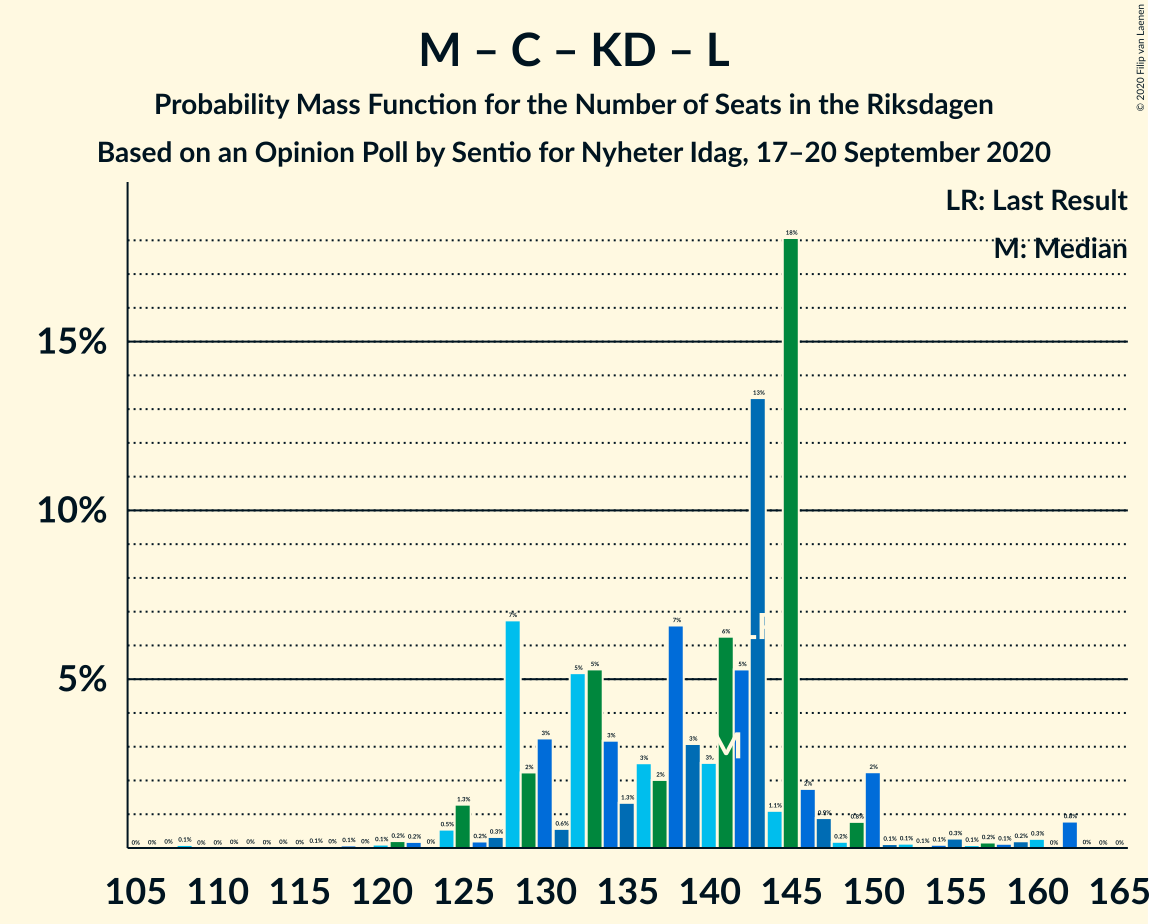 M – C – KD – L
Probability Mass Function for the Number of Seats in the Riksdagen
Based on an Opinion Poll by Sentio for Nyheter Idag, 17–20 September 2020
© 2020 Filip van Laenen
LR: Last Result
M: Median
15%
10%
5%
0% 0% 0% 0.1% 0% 0% 0% 0% 0% 0% 0% 0.1% 0% 0.1% 0% 0.1% 0.2% 0.2% 0% 0.5% 1.3% 0.2% 0.3% 7% 2% 3% 0.6% 5% 5% 3% 1.3% 3% 2% 7% 3% 3% 6% 5% 13% 1.1% 18% 2% 0.9% 0.2% 0.8% 2% 0.1% 0.1% 0.1% 0.1% 0.3% 0.1% 0.2% 0.1% 0.2% 0.3% 0% 0.8% 0% 0% 0%
LR
M
105 110 115 120 125 130 135 140 145 150 155 160 165